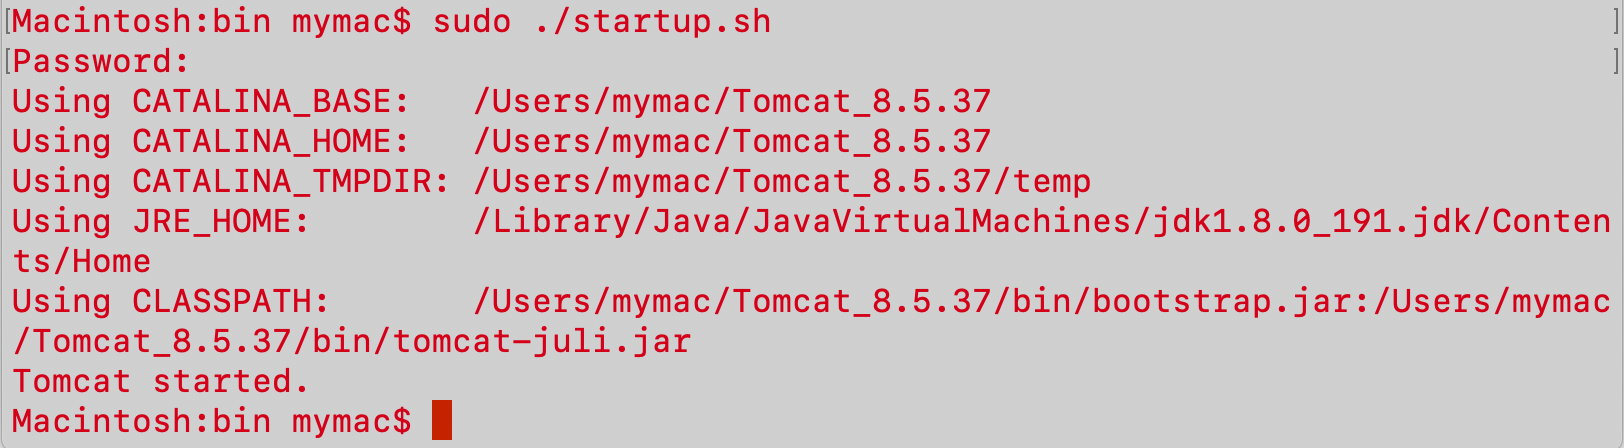 [Macintosh:bin mymac$ sudo ./startup.sh ]
[Password: ]
Using CATALINA_BASE:   /Users/mymac/Tomcat_8.5.37
Using CATALINA_HOME:   /Users/mymac/Tomcat_8.5.37
Using CATALINA_TMPDIR: /Users/mymac/Tomcat_8.5.37/temp
Using JRE_HOME:        /Library/Java/JavaVirtualMachines/jdk1.8.0_191.jdk/Conten
ts/Home
Using CLASSPATH:       /Users/mymac/Tomcat_8.5.37/bin/bootstrap.jar:/Users/mymac
/Tomcat_8.5.37/bin/tomcat-juli.jar
Tomcat started.
Macintosh:bin mymac$